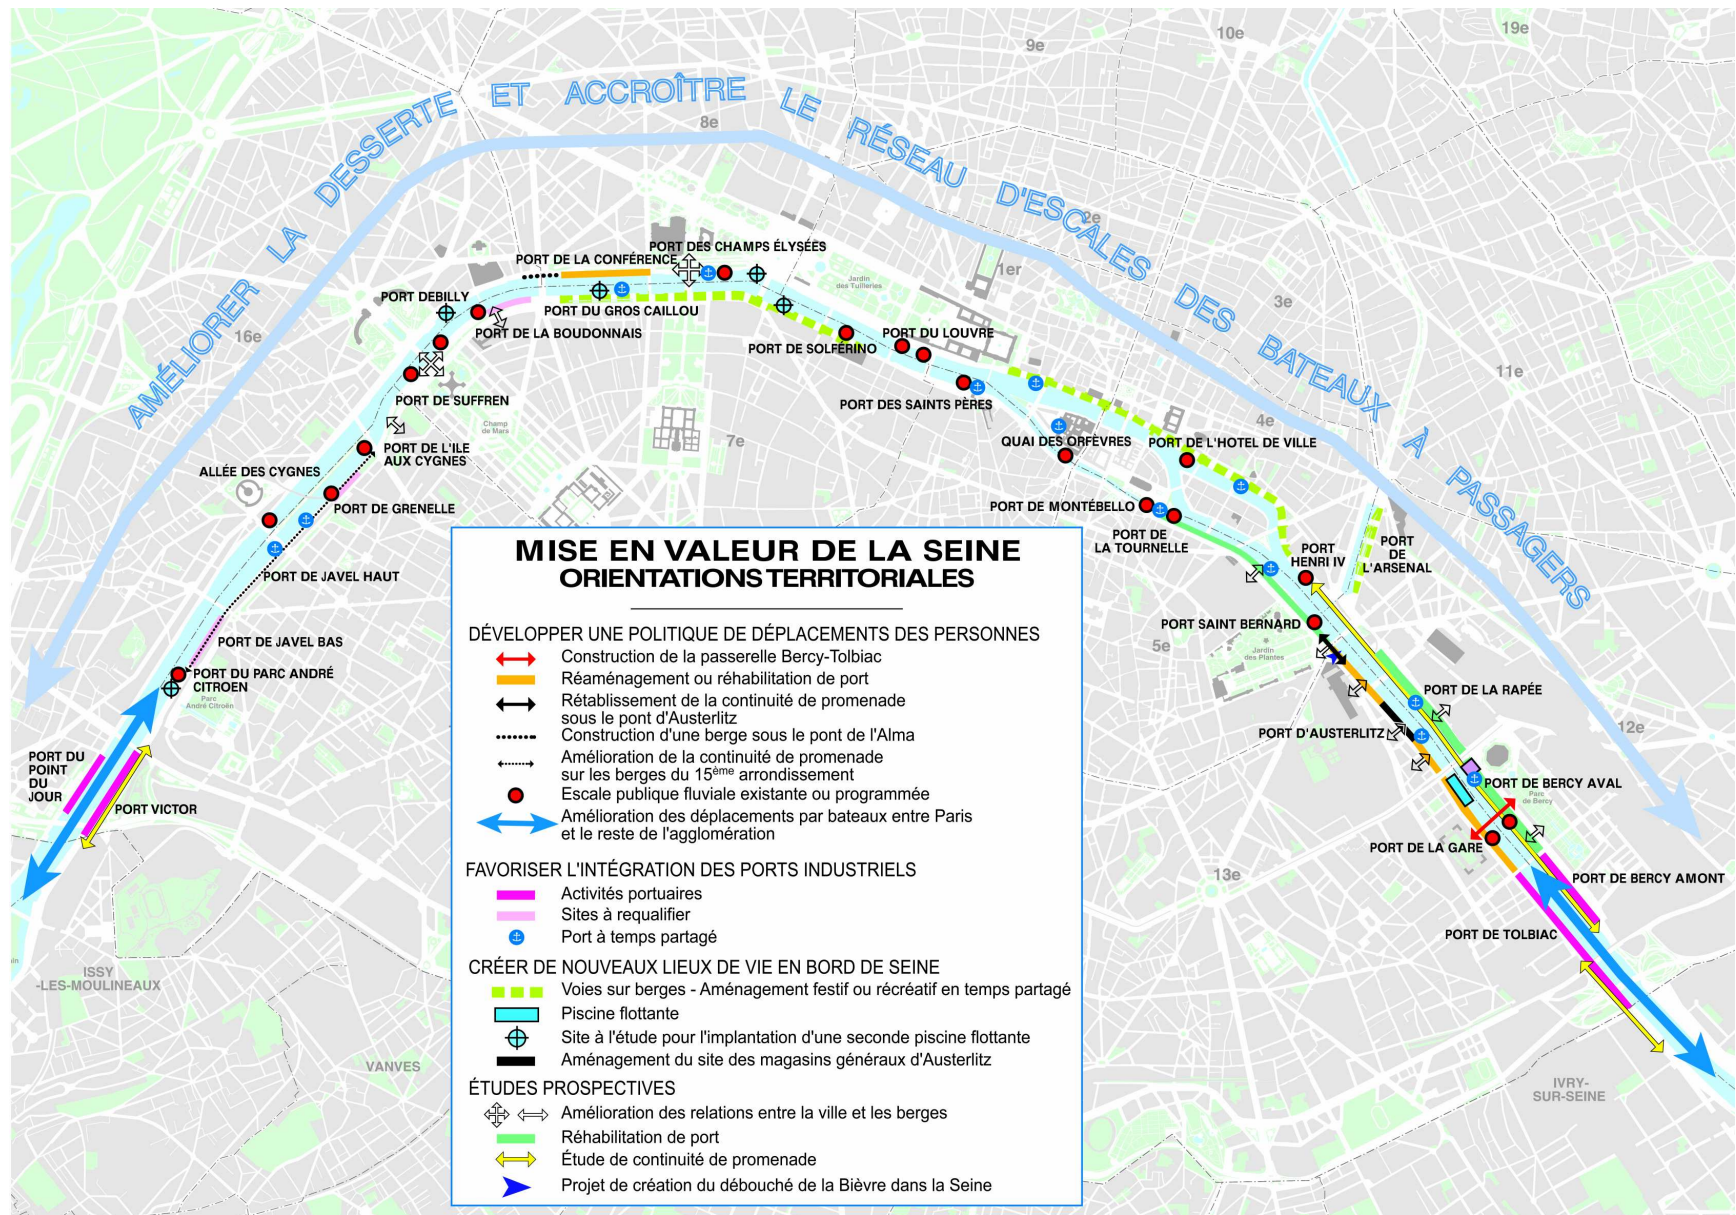 AMÉLIORER LA DESSERTE ET ACCROÎTRE LE RÉSEAU D'ESCALES DES BATEAUX À PASSAGERS
9e
10e
19e
8e
2e
3e
1er
11e
16e
7e
4e
5e
12e
13e
PORT DES CHAMPS ÉLYSÉES
PORT DE LA CONFÉRENCE
PORT DEBILLY
PORT DU GROS CAILLOU
PORT DE LA BOUDONNAIS
Jardin
des Tuileries
PORT DU LOUVRE
PORT DE SOLFÉRINO
PORT DE SUFFREN
PORT DES SAINTS PÈRES
Champ
de Mars
QUAI DES ORFÈVRES
PORT DE L'HOTEL DE VILLE
PORT DE L'ILE
AUX CYGNES
ALLÉE DES CYGNES
PORT DE GRENELLE
PORT DE MONTÉBELLO
PORT DE
LA TOURNELLE
PORT
HENRI IV
PORT
DE
L'ARSENAL
PORT DE JAVEL HAUT
PORT SAINT BERNARD
Jardin
des Plantes
PORT DE JAVEL BAS
PORT DU PARC ANDRÉ
CITROEN
Parc
André Citroën
PORT DE LA RAPÉE
PORT D'AUSTERLITZ
PORT DU
POINT
DU
JOUR
PORT VICTOR
PORT DE BERCY AVAL
Parc
de Bercy
PORT DE LA GARE
PORT DE BERCY AMONT
PORT DE TOLBIAC
ISSY
-LES-MOULINEAUX
VANVES
IVRY-
SUR-SEINE
MISE EN VALEUR DE LA SEINE
ORIENTATIONS TERRITORIALES
DÉVELOPPER UNE POLITIQUE DE DÉPLACEMENTS DES PERSONNES
Construction de la passerelle Bercy-Tolbiac
Réaménagement ou réhabilitation de port
Rétablissement de la continuité de promenade
sous le pont d'Austerlitz
Construction d'une berge sous le pont de l'Alma
Amélioration de la continuité de promenade
sur les berges du 15ème arrondissement
Escale publique fluviale existante ou programmée
Amélioration des déplacements par bateaux entre Paris
et le reste de l'agglomération
FAVORISER L'INTÉGRATION DES PORTS INDUSTRIELS
Activités portuaires
Sites à requalifier
Port à temps partagé
CRÉER DE NOUVEAUX LIEUX DE VIE EN BORD DE SEINE
Voies sur berges - Aménagement festif ou récréatif en temps partagé
Piscine flottante
Site à l'étude pour l'implantation d'une seconde piscine flottante
Aménagement du site des magasins généraux d'Austerlitz
ÉTUDES PROSPECTIVES
Amélioration des relations entre la ville et les berges
Réhabilitation de port
Étude de continuité de promenade
Projet de création du débouché de la Bièvre dans la Seine